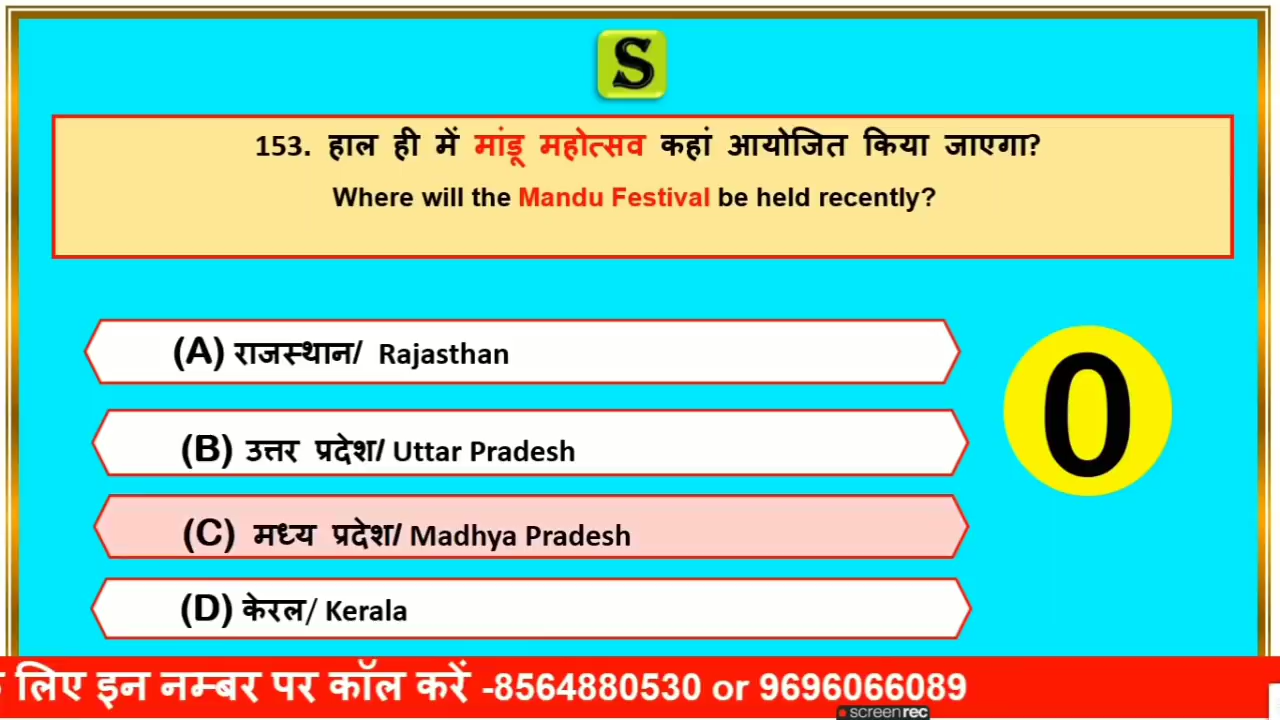 S
153. हाल ही में मांडू महोत्सव कहां आयोजित किया जाएगा?
Where will the Mandu Festival be held recently?
(A) राजस्थान/ Rajasthan
(B) उत्तर प्रदेश/ Uttar Pradesh
0
(C) मध्य प्रदेश/ Madhya Pradesh
(D) केरल/ Kerala
लिए इन नम्बर पर कॉल करें -8564880530 or 9696066089
screenrec